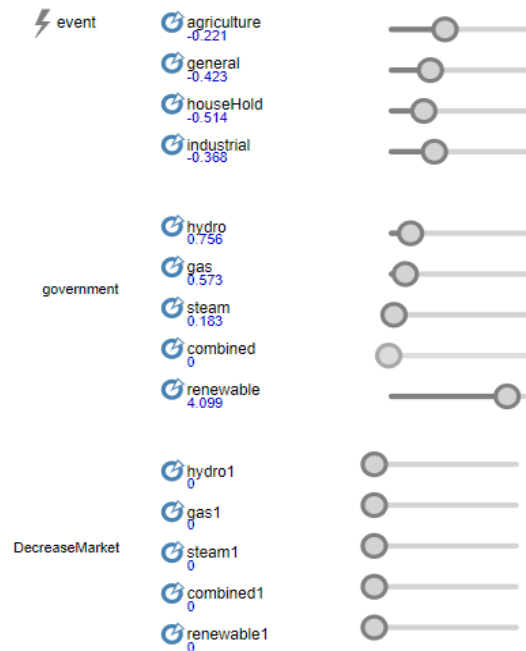 event
agriculture
-0.221
general
-0.423
houseHold
-0.514
industrial
-0.368
government
hydro
0.756
gas
0.573
steam
0.183
combined
0
renewable
4.099
DecreaseMarket
hydro1
0
gas1
0
steam1
0
combined1
0
renewable1
0